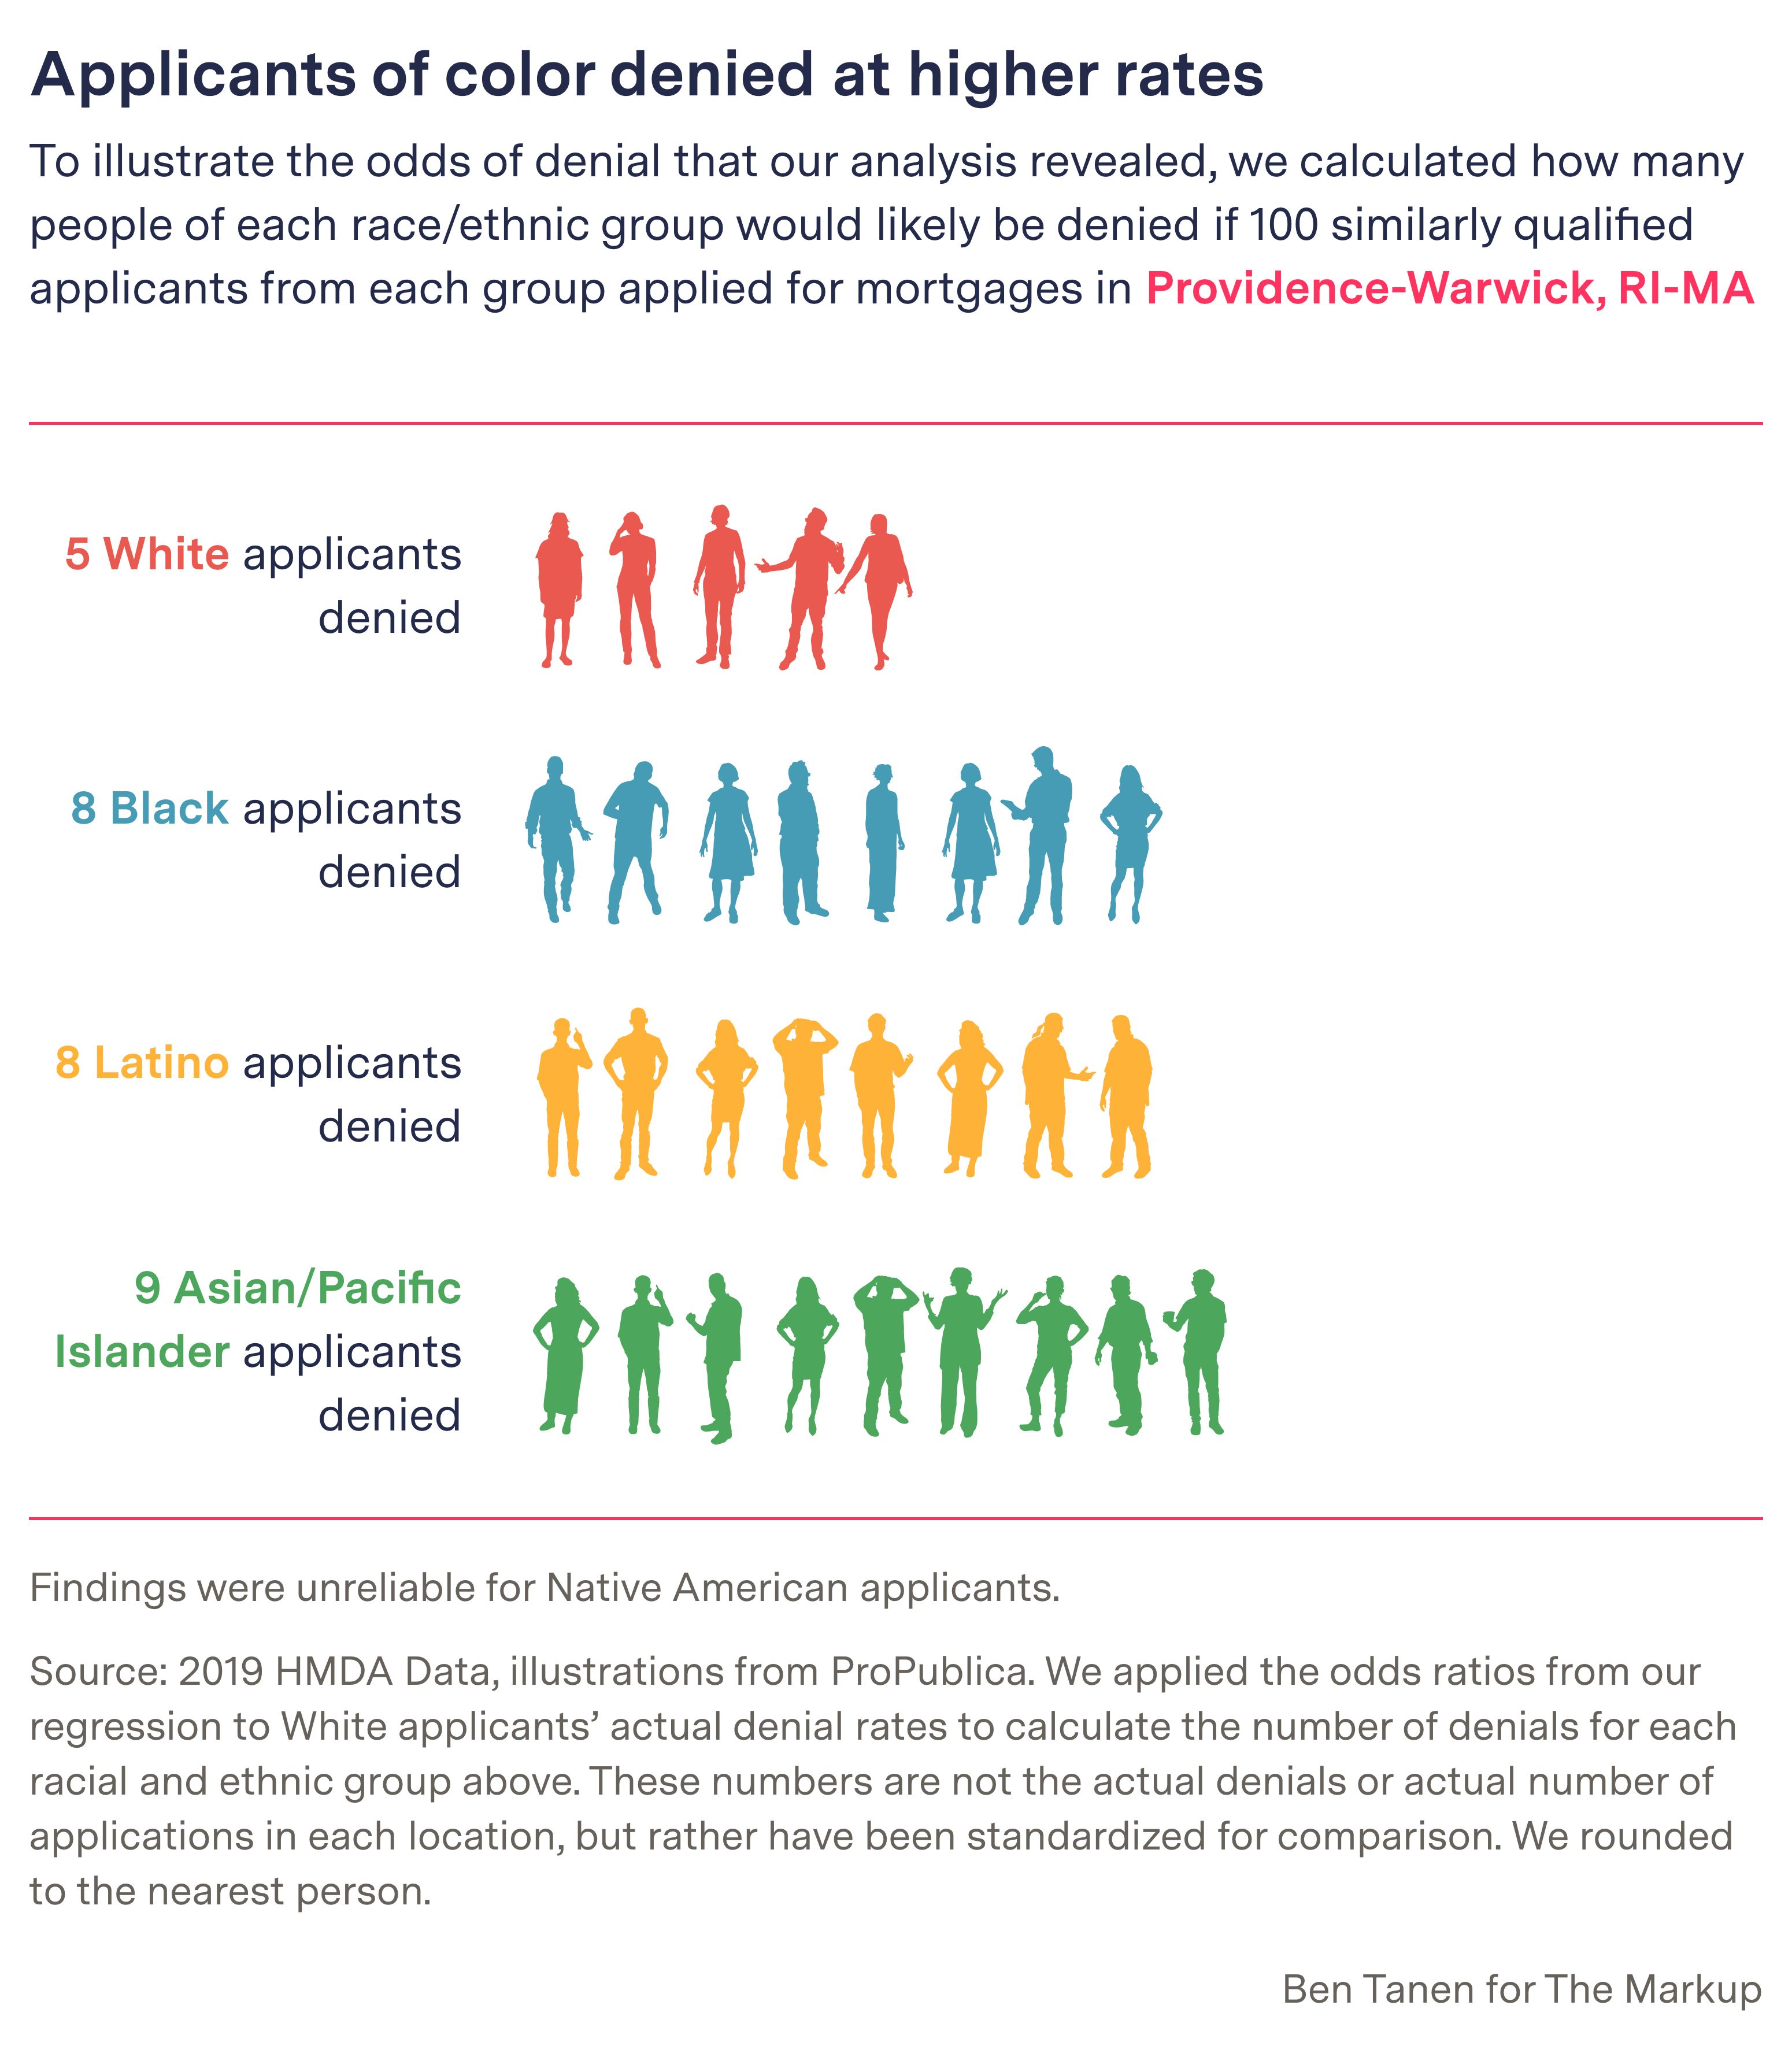 Applicants of color denied at higher rates
To illustrate the odds of denial that our analysis revealed, we calculated how many
people of each race/ethnic group would likely be denied if 100 similarly qualified
applicants from each group applied for mortgages in Providence-Warwick, RI-MA
5 White applicants
denied
8 Black applicants
denied
8 Latino applicants
denied
9 Asian/Pacific
Islander applicants
denied
Findings were unreliable for Native American applicants.
Source: 2019 HMDA Data, illustrations from ProPublica. We applied the odds ratios from our
regression to White applicants’ actual denial rates to calculate the number of denials for each
racial and ethnic group above. These numbers are not the actual denials or actual number of
applications in each location, but rather have been standardized for comparison. We rounded
to the nearest person.
Ben Tanen for The Markup